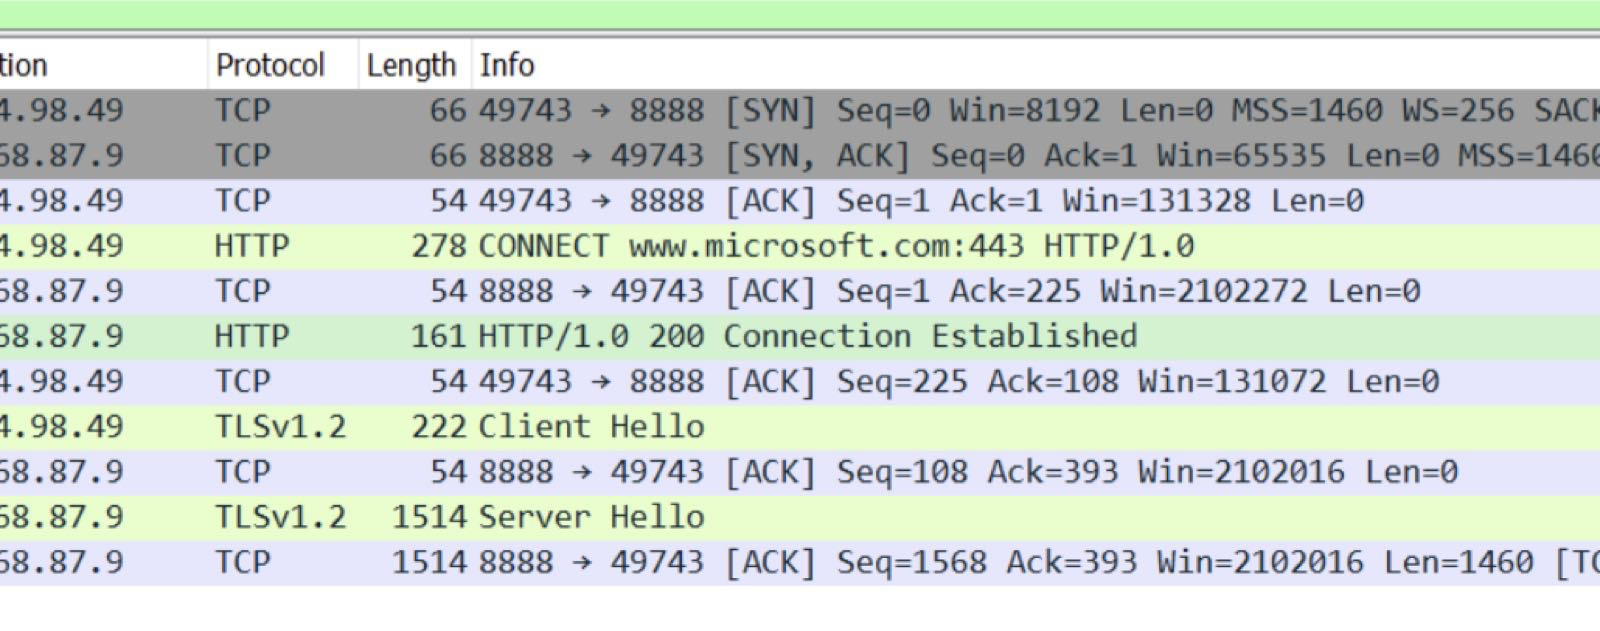 tion Protocol Length Info
4.98.49 TCP 66 49743 → 8888 [SYN] Seq=0 Win=8192 Len=0 MSS=1460 WS=256 SACK
68.87.9 TCP 66 8888 → 49743 [SYN, ACK] Seq=0 Ack=1 Win=65535 Len=0 MSS=1460
4.98.49 TCP 54 49743 → 8888 [ACK] Seq=1 Ack=1 Win=131328 Len=0
4.98.49 HTTP 278 CONNECT www.microsoft.com:443 HTTP/1.0
68.87.9 TCP 54 8888 → 49743 [ACK] Seq=1 Ack=225 Win=2102272 Len=0
68.87.9 HTTP 161 HTTP/1.0 200 Connection Established
4.98.49 TCP 54 49743 → 8888 [ACK] Seq=225 Ack=108 Win=131072 Len=0
4.98.49 TLSv1.2 222 Client Hello
68.87.9 TCP 54 8888 → 49743 [ACK] Seq=108 Ack=393 Win=2102016 Len=0
68.87.9 TLSv1.2 1514 Server Hello
68.87.9 TCP 1514 8888 → 49743 [ACK] Seq=1568 Ack=393 Win=2102016 Len=1460 [TC